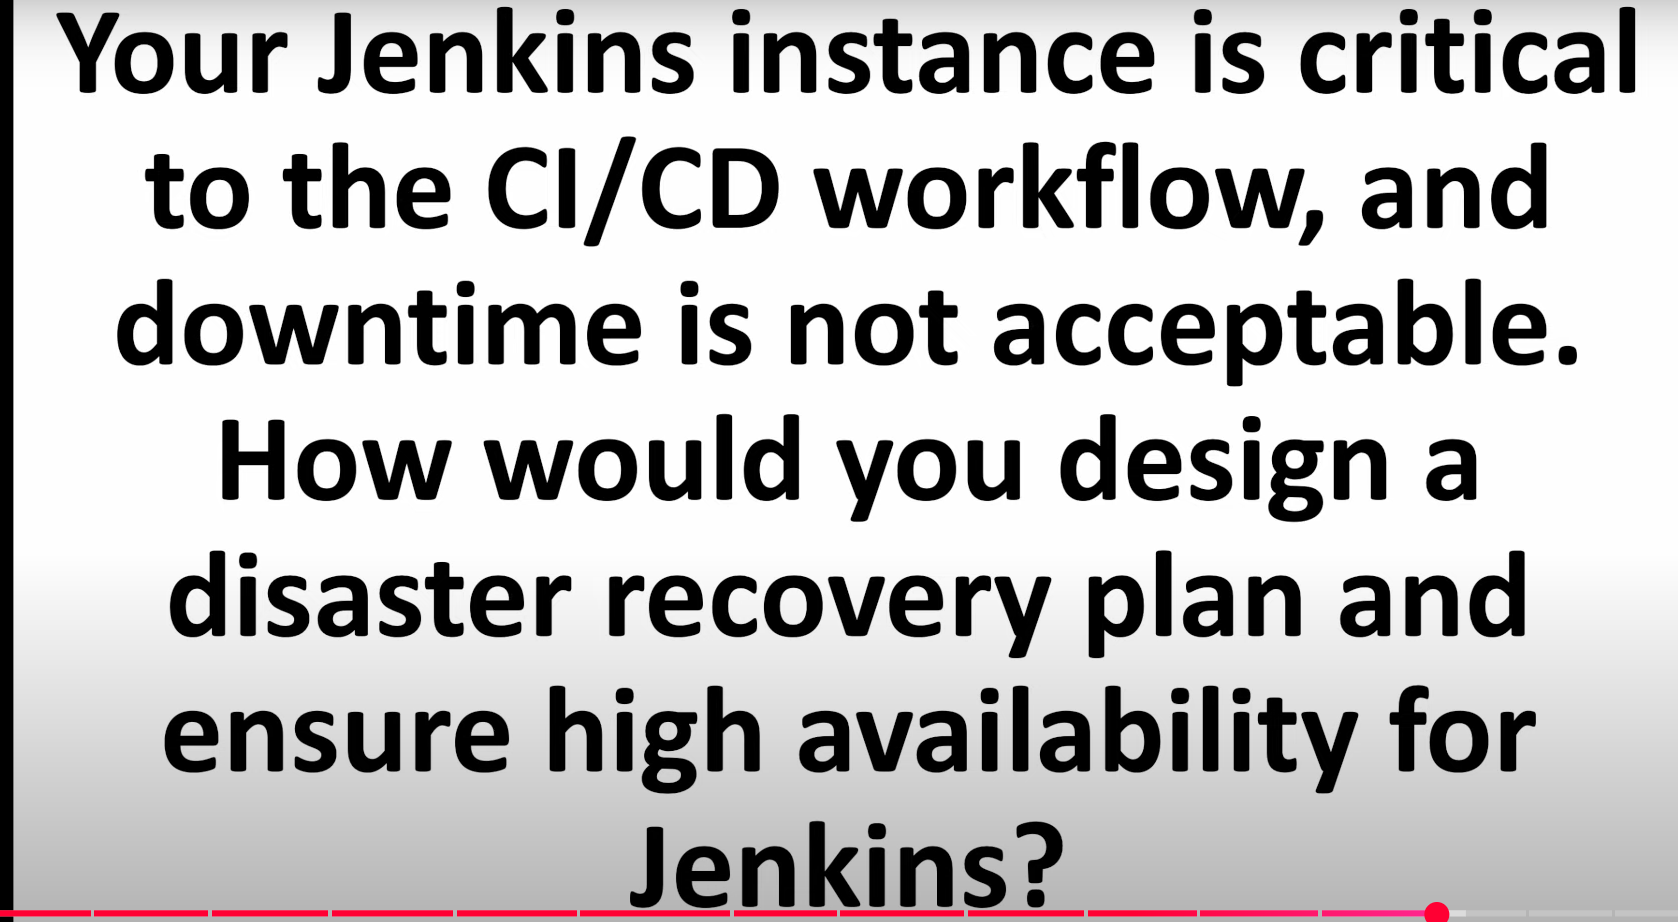 Your Jenkins instance is critical
to the CI/CD workflow, and
downtime is not acceptable.
How would you design a
disaster recovery plan and
ensure high availability for
Jenkins?